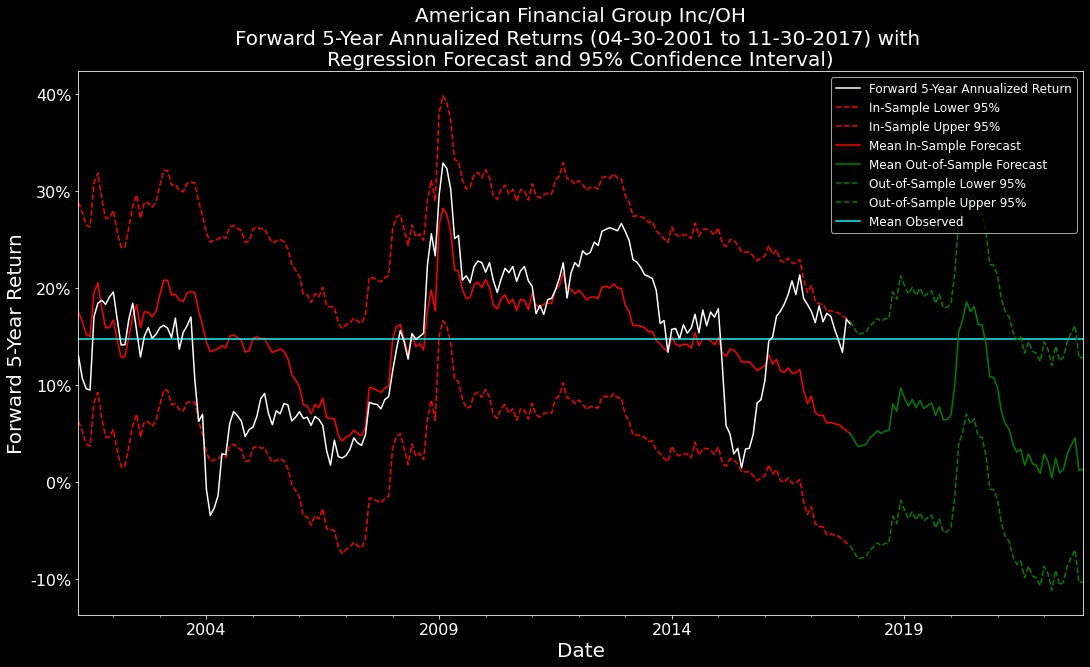 American Financial Group Inc/OH
Forward 5-Year Annualized Returns (04-30-2001 to 11-30-2017) with
Regression Forecast and 95% Confidence Interval)
Forward 5-Year Annualized Return
In-Sample Lower 95%
In-Sample Upper 95%
Mean In-Sample Forecast
Mean Out-of-Sample Forecast
Out-of-Sample Lower 95%
Out-of-Sample Upper 95%
Mean Observed
Forward 5-Year Return
40%
30%
20%
10%
0%
-10%
2004
2009
2014
2019
Date